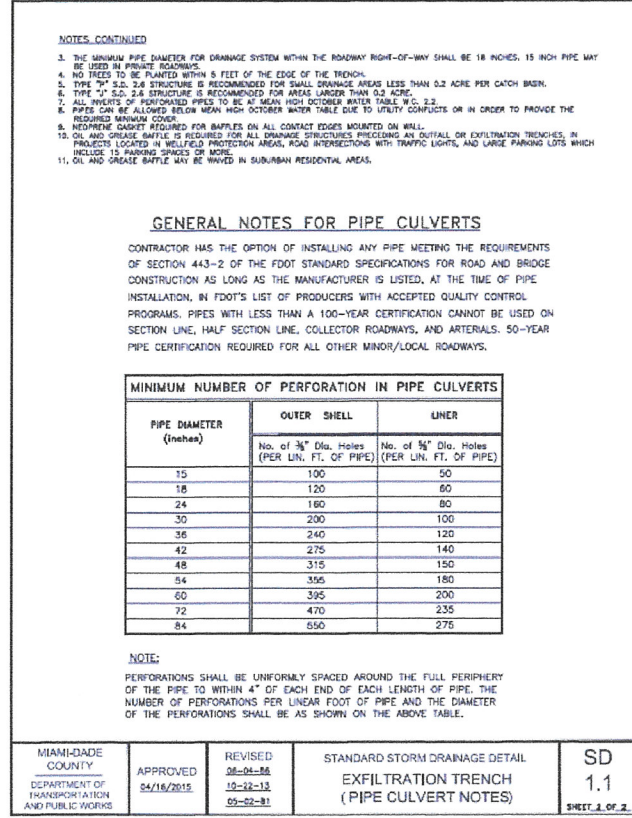 NOTES CONTINUED
3. THE MINIMUM PIPE DIAMETER FOR DRAINAGE SYSTEM WITHIN THE ROADWAY RIGHT-OF-WAY SHALL BE 18 INCHES, 15 INCH PIPE MAY
BE USED IN PRIVATE ROADWAYS.
4. NO TREES TO BE PLANTED WITHIN 5 FEET OF THE EDGE OF THE TRENCH.
5. TYPE "P" S.D. 2.6 STRUCTURE IS RECOMMENDED FOR SMALL DRAINAGE AREAS LESS THAN 0.2 ACRE PER CATCH BASIN.
6. TYPE "J" S.D. 2.6 STRUCTURE IS RECOMMENDED FOR AREAS LARGER THAN 0.2 ACRE.
7. ALL INVERTS OF PERFORATED PIPES TO BE AT MEAN HIGH OCTOBER WATER TABLE W.C. 2.2.
8. PIPES CAN BE ALLOWED BELOW MEAN HIGH OCTOBER WATER TABLE DUE TO UTILITY CONFLICTS OR IN ORDER TO PROVIDE THE
REQUIRED MINIMUM COVER.
9. NEOPRENE GASKET REQUIRED FOR BAFFLES ON ALL CONTACT EDGES MOUNTED ON WALL.
10. OIL AND GREASE BAFFLE IS REQUIRED FOR ALL DRAINAGE STRUCTURES PRECEDING AN OUTFALL OR EXFILTRATION TRENCHES, IN
PROJECTS LOCATED IN WELLFIELD PROTECTION AREAS, ROAD INTERSECTIONS WITH TRAFFIC LIGHTS, AND LARGE PARKING LOTS WHICH
INCLUDE 15 PARKING SPACES OR MORE.
11. OIL AND GREASE BAFFLE MAY BE WAIVED IN SUBURBAN RESIDENTIAL AREAS.
GENERAL NOTES FOR PIPE CULVERTS
CONTRACTOR HAS THE OPTION OF INSTALLING ANY PIPE MEETING THE REQUIREMENTS
OF SECTION 443-2 OF THE FDOT STANDARD SPECIFICATIONS FOR ROAD AND BRIDGE
CONSTRUCTION AS LONG AS THE MANUFACTURER IS LISTED, AT THE TIME OF PIPE
INSTALLATION, IN FDOT'S LIST OF PRODUCERS WITH ACCEPTED QUALITY CONTROL
PROGRAMS. PIPES WITH LESS THAN A 100-YEAR CERTIFICATION CANNOT BE USED ON
SECTION LINE, HALF SECTION LINE, COLLECTOR ROADWAYS, AND ARTERIALS. 50-YEAR
PIPE CERTIFICATION REQUIRED FOR ALL OTHER MINOR/LOCAL ROADWAYS.
MINIMUM NUMBER OF PERFORATION IN PIPE CULVERTS
PIPE DIAMETER
(inches)
OUTER SHELL
LINER
No. of ⅜" Dia. Holes
(PER LIN. FT. OF PIPE)
No. of Dia. Holes
(PER LIN. FT. OF PIPE)
15 100 50
18 120 60
24 160 80
30 200 100
36 240 120
42 275 140
48 315 150
54 355 180
60 395 200
72 470 235
84 550 275
NOTE:
PERFORATIONS SHALL BE UNIFORMLY SPACED AROUND THE FULL PERIPHERY
OF THE PIPE TO WITHIN 4" OF EACH END OF EACH LENGTH OF PIPE. THE
NUMBER OF PERFORATIONS PER LINEAR FOOT OF PIPE AND THE DIAMETER
OF THE PERFORATIONS SHALL BE AS SHOWN ON THE ABOVE TABLE.
MIAMI-DADE
COUNTY
DEPARTMENT OF
TRANSPORTATION
AND PUBLIC WORKS
APPROVED
04/16/2015
REVISED
10-22-13
05-02-81
STANDARD STORM DRAINAGE DETAIL
EXFILTRATION TRENCH
(PIPE CULVERT NOTES)
SD
1.1
SHEET 2 OF 2